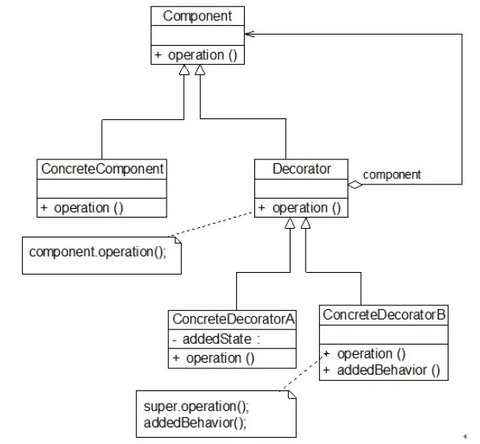 Component
+ operation ()
ConcreteComponent
+ operation ()
Decorator
+ operation ()
component
component.operation();
ConcreteDecoratorA
- addedState :
+ operation ()
ConcreteDecoratorB
+ operation ()
+ addedBehavior ()
super.operation();
addedBehavior();